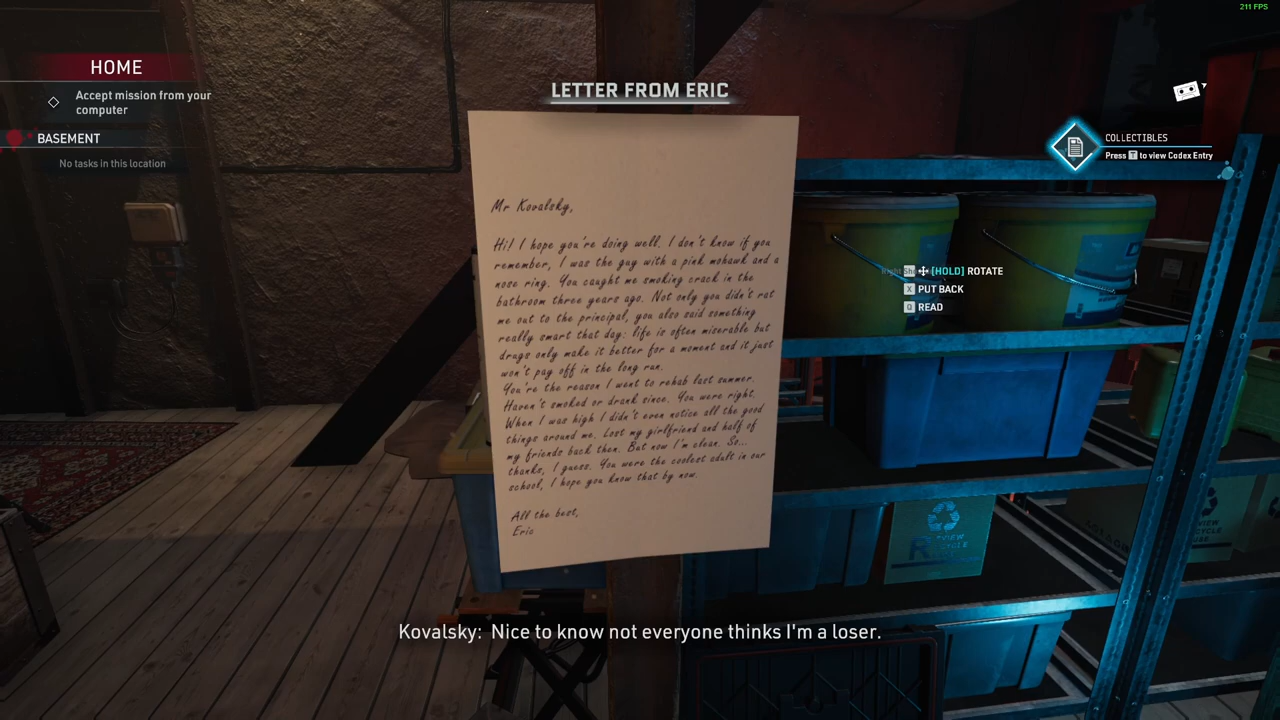 211 FPS
HOME
Accept mission from your
computer
BASEMENT
No tasks in this location
LETTER FROM ERIC
COLLECTIBLES
Press T to view Codex Entry
Mr Kovalsky,
Hi! I hope you're doing well. I don't know if you
remember, I was the guy with a pink mohawk and a
nose ring. You caught me smoking crack in the
bathroom three years ago. Not only you didn't rat
me out to the principal, you also said something
really smart that day: life is often miserable but
drugs only make it better for a moment and it just
won't pay off in the long run.
You're the reason I went to rehab last summer.
Haven't smoked or drank since. You were right.
When I was high I didn't even notice all the good
things around me. Lost my girlfriend and half of
my friends back then. But now I'm clean. So...
thanks, I guess. You were the coolest adult in our
school, I hope you know that by now.
All the best,
Eric
[HOLD] ROTATE
X PUT BACK
Q READ
CYCLE
Kovalsky: Nice to know not everyone thinks I'm a loser.